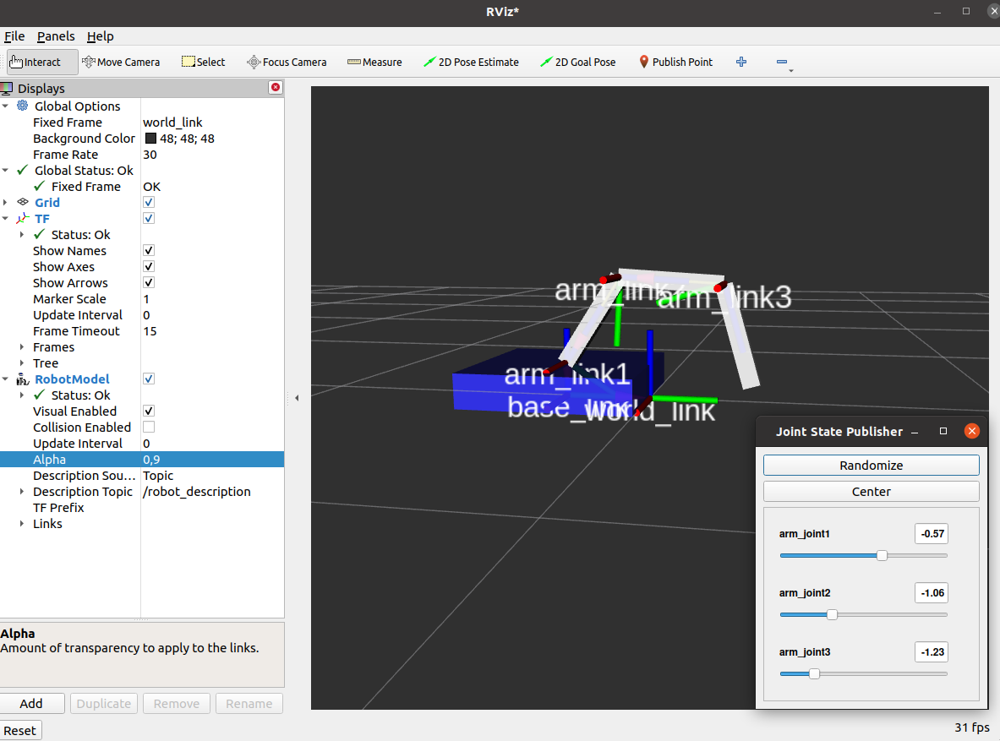 RViz*
File Panels Help
Interact Move Camera Select Focus Camera Measure 2D Pose Estimate 2D Goal Pose Publish Point
Displays
Global Options
Fixed Frame world_link
Background Color 48; 48; 48
Frame Rate 30
Global Status: Ok
Fixed Frame OK
Grid
TF
Status: Ok
Show Names
Show Axes
Show Arrows
Marker Scale 1
Update Interval 0
Frame Timeout 15
Frames
Tree
RobotModel
Status: Ok
Visual Enabled
Collision Enabled
Update Interval 0
Alpha 0,9
Description Sou... Topic
Description Topic /robot_description
TF Prefix
Links
Alpha
Amount of transparency to apply to the links.
Add Duplicate Remove Rename
Reset
arm_link3
arm_link1
base_link
world_link
Joint State Publisher
Randomize
Center
arm_joint1 -0.57
arm_joint2 -1.06
arm_joint3 -1.23
31 fps